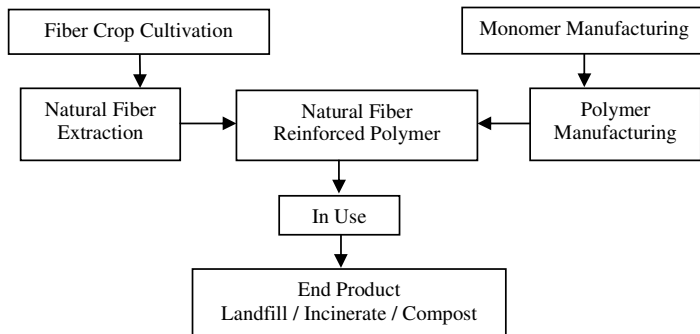 Fiber Crop Cultivation
Monomer Manufacturing
Natural Fiber
Extraction
Natural Fiber
Reinforced Polymer
Polymer
Manufacturing
In Use
End Product
Landfill / Incinerate / Compost